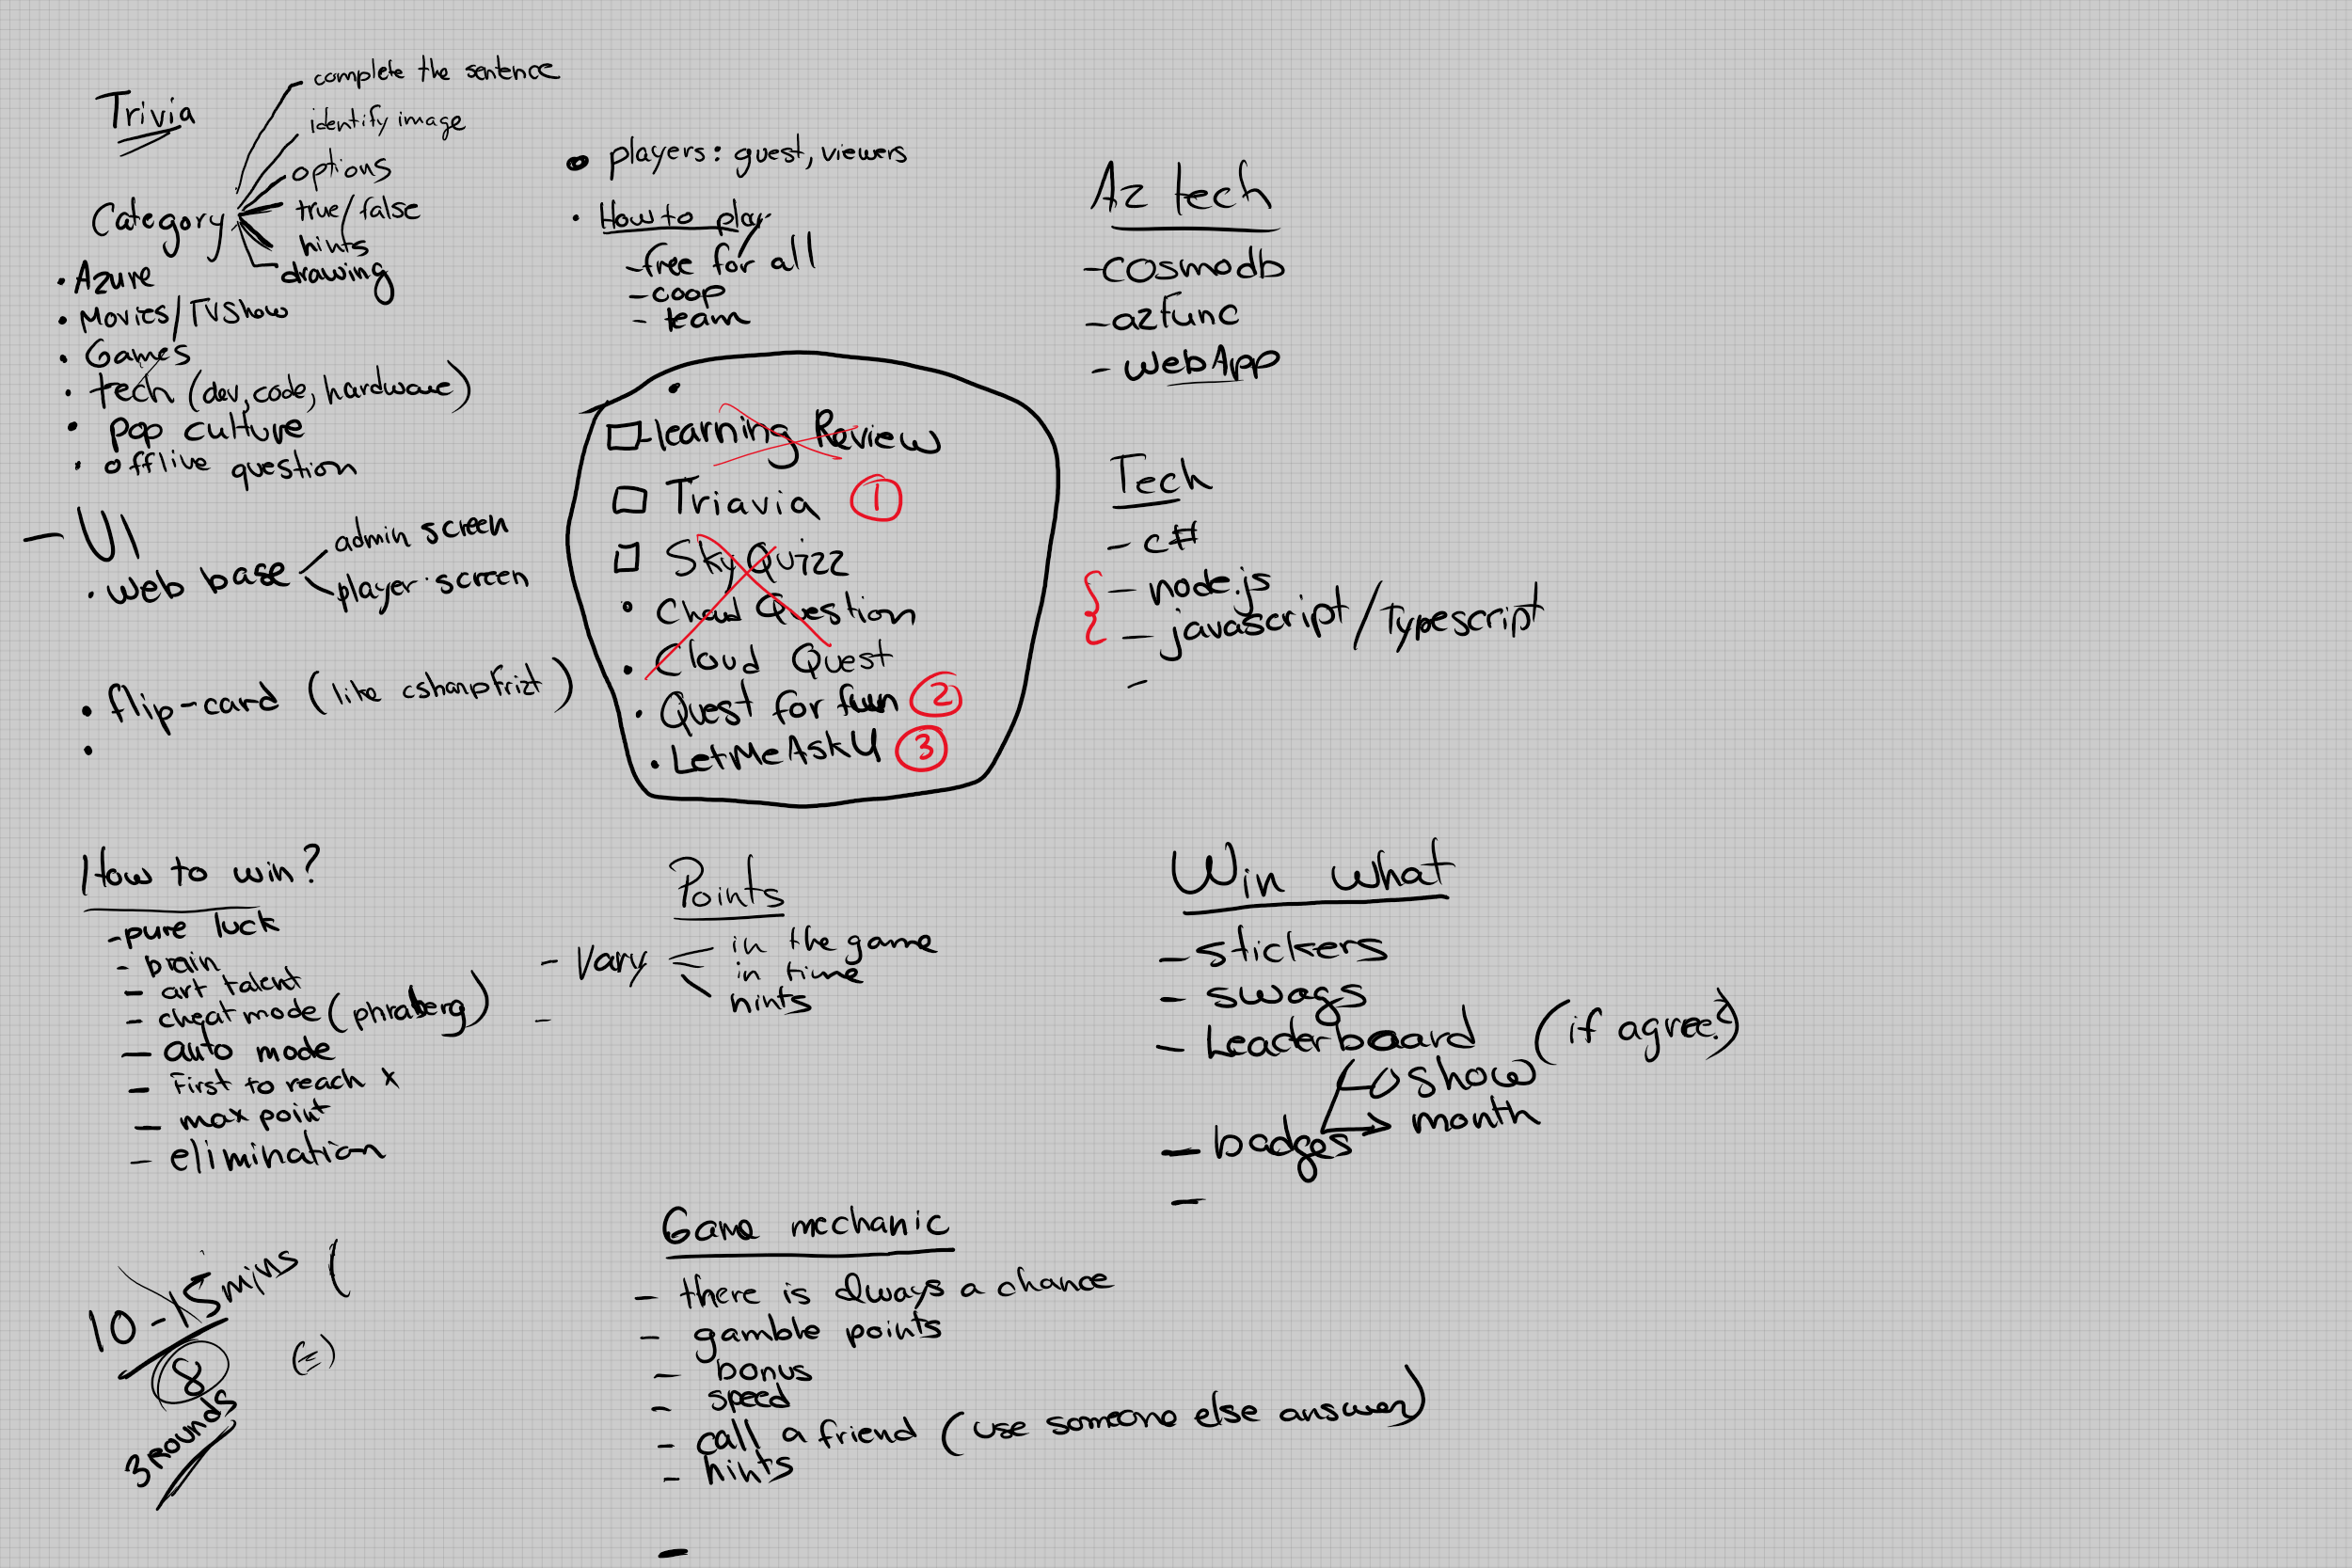 Trivia
complete the sentence
identify image
options
true/false
hints
drawing
Category
• Azure
• Movies/TVShow
• Games
• tech (dev, code, hardware)
• pop culture
• offlive question
- UI
• web base
admin screen
player screen
• flip-card (like csharpfrizt)
•
• players: guest, viewers
• How to play
- free for all
- coop
- team
•
- learning Review
Triavia 1
Sky Quizz
• Question
• Cloud Quest
• Quest for fun 2
• LetMeAskU 3
Az tech
- cosmodb
- azfunc
- WebApp
Tech
- c#
- node.js
- javascript/Typescript
-
How to win?
- pure luck
- brain
- art talent
- cheat mode
- auto mode
- First to reach x
- max point
- elimination
Points
- Vary
in the game
in time
hints
-
Win what
- stickers
- swags
- Leaderboard (if agree?)
show
month
- badges
-
10-15 mins (
8
3 rounds
Game mechanic
- there is always a chance
- gamble points
- bonus
- speed
- call a friend (use someone else answer)
- hints
-